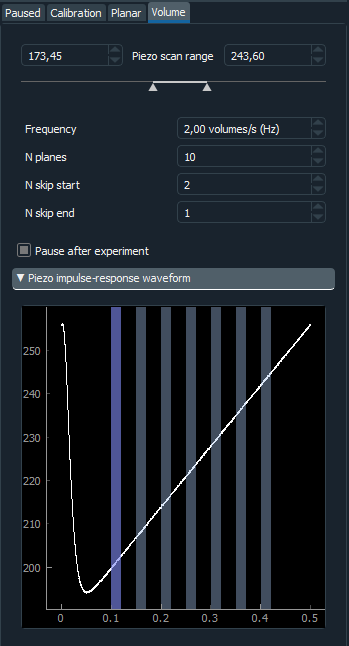 Paused Calibration Planar Volume
173,45 Piezo scan range 243,60
Frequency 2,00 volumes/s (Hz)
N planes 10
N skip start 2
N skip end 1
Pause after experiment
▼ Piezo impulse-response waveform
250
240
230
220
210
200
0 0.1 0.2 0.3 0.4 0.5